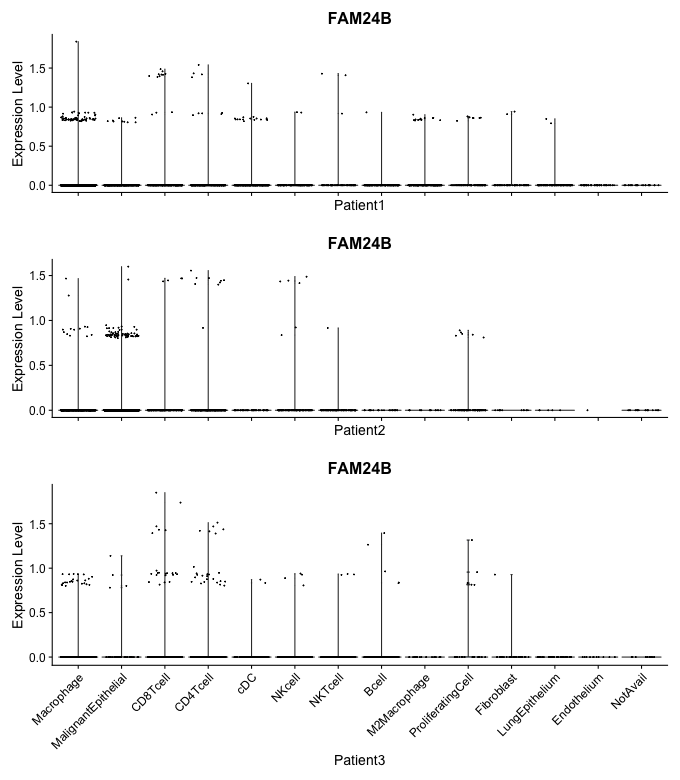 FAM24B
Expression Level
1.5
1.0
0.5
0.0
Patient1
FAM24B
Expression Level
1.5
1.0
0.5
0.0
Patient2
FAM24B
Expression Level
1.5
1.0
0.5
0.0
Macrophage
MalignantEpithelial
CD8Tcell
CD4Tcell
cDC
NKcell
NKTcell
Bcell
M2Macrophage
ProliferatingCell
Fibroblast
LungEpithelium
Endothelium
NotAvail
Patient3